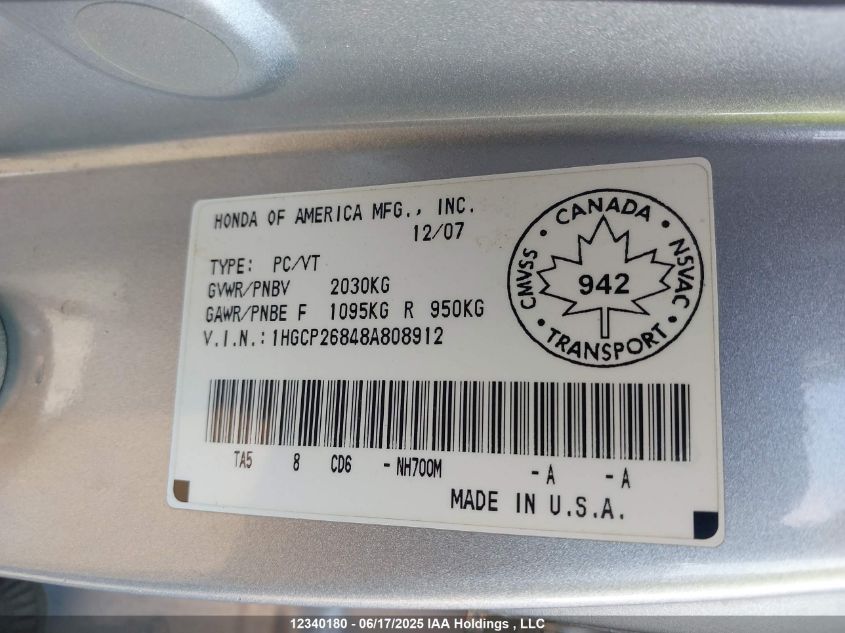 HONDA OF AMERICA MFG., INC.
12/07
TYPE: PC/VT
GVWR/PNBV 2030KG
GAWR/PNBE F 1095KG R 950KG
V.I.N.: 1HGCP26848A808912
CANADA
CMVSS
942
NSVAC
TRANSPORT
TA5 8 CD6 - NH700M - A - A
MADE IN U.S.A.
12340180 - 06/17/2025 IAA Holdings , LLC